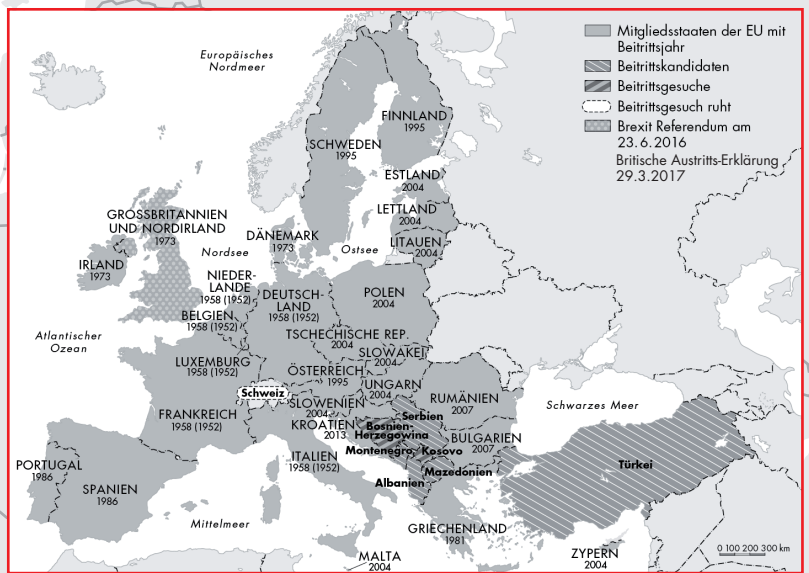 Europäisches
Nordmeer
Mitgliedsstaaten der EU mit
Beitrittsjahr
Beitrittskandidaten
Beitrittsgesuche
Beitrittsgesuch ruht
Brexit Referendum am
23.6.2016
Britische Austritts-Erklärung
29.3.2017
FINNLAND
1995
SCHWEDEN
1995
ESTLAND
2004
LETTLAND
2004
LITAUEN
2004
GROSSBRITANNIEN
UND NORDIRLAND
1973
IRLAND
1973
Nordsee
DÄNEMARK
1973
Ostsee
NIEDER-
LANDE
1958 (1952)
DEUTSCH-
LAND
1958 (1952)
POLEN
2004
BELGIEN
1958 (1952)
Atlantischer
Ozean
TSCHECHISCHE REP.
2004
SLOWAKEI
2004
LUXEMBURG
1958 (1952)
ÖSTERREICH
1995
UNGARN
2004
Schweiz
SLOWENIEN
2004
RUMÄNIEN
2007
Schwarzes Meer
FRANKREICH
1958 (1952)
KROATIEN
2013
Serbien
Bosnien-
Herzegowina
BULGARIEN
2007
Montenegro
Kosovo
ITALIEN
1958 (1952)
Mazedonien
Albanien
Türkei
PORTUGAL
1986
SPANIEN
1986
Mittelmeer
GRIECHENLAND
1981
MALTA
2004
ZYPERN
2004
0 100 200 300 km